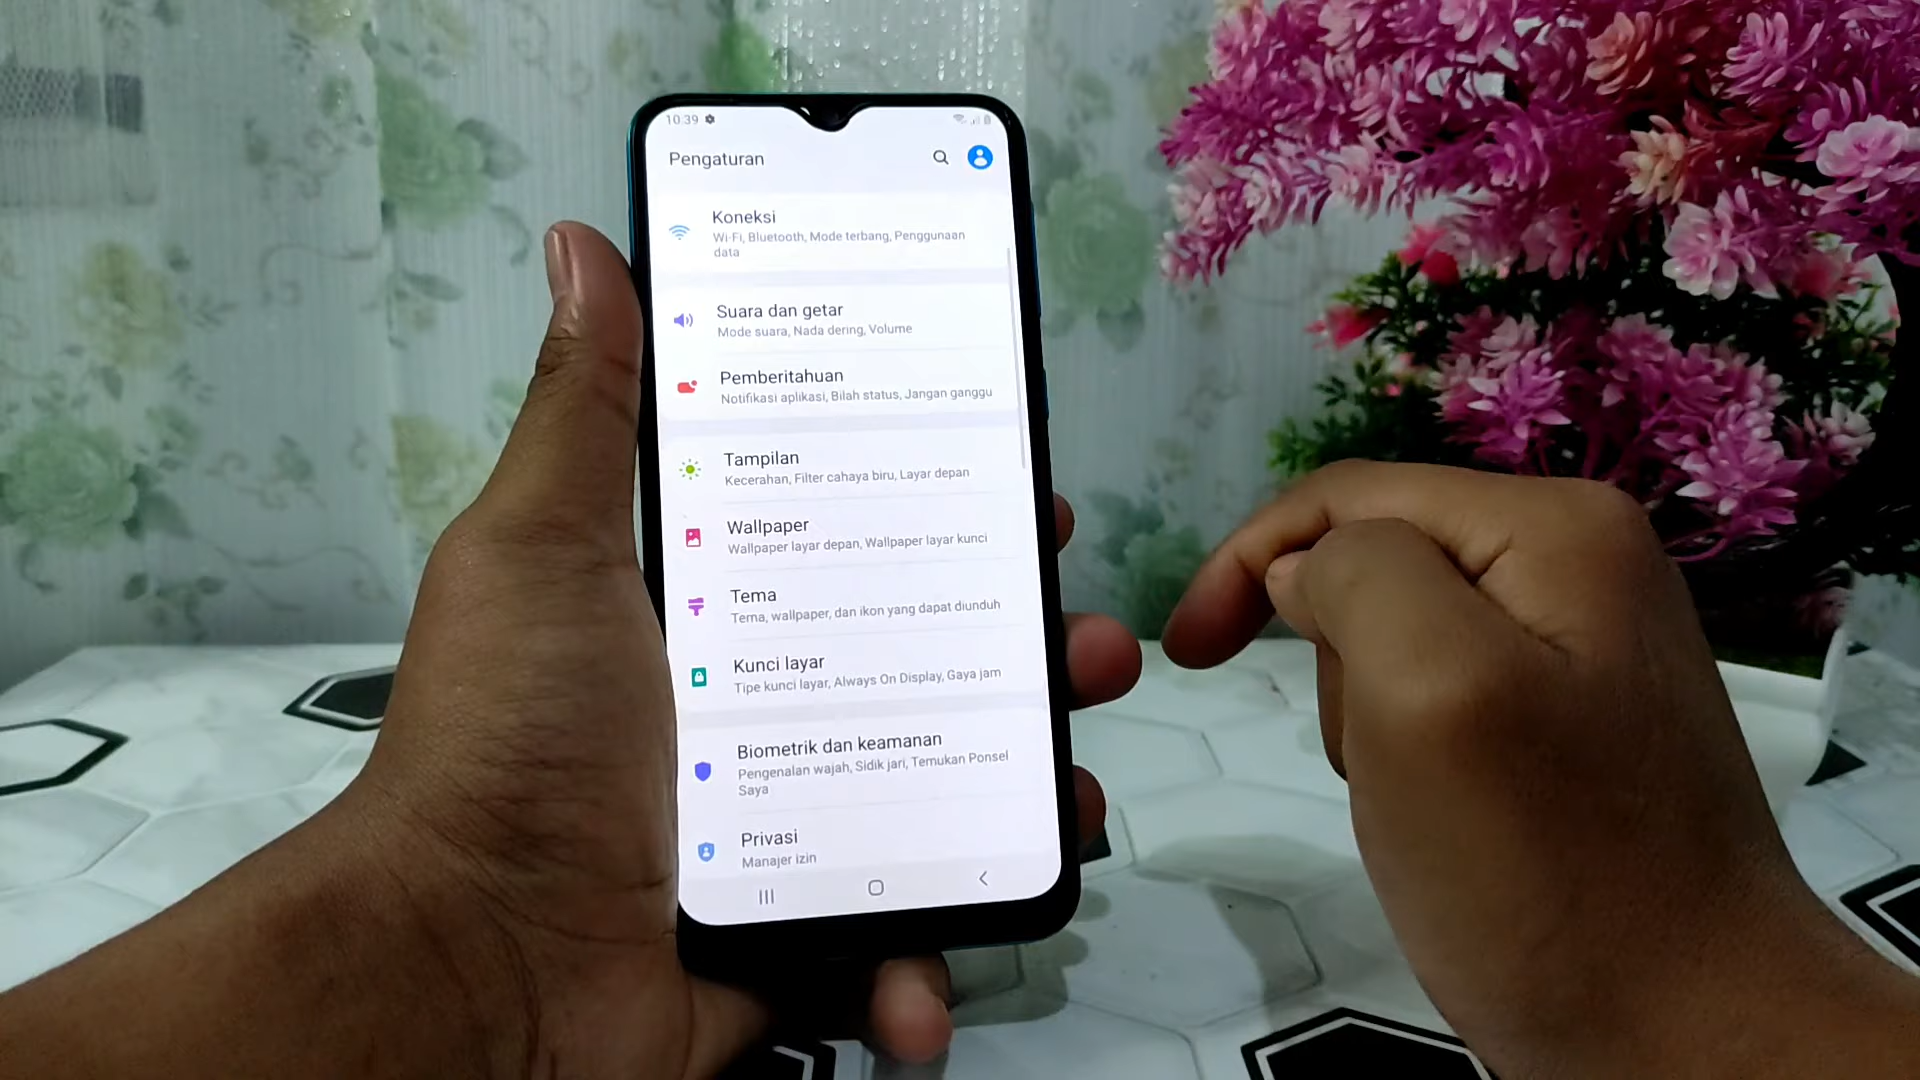 10.39
Pengaturan
Koneksi
Wi-Fi, Bluetooth, Mode terbang, Penggunaan
data
Suara dan getar
Mode suara, Nada dering, Volume
Pemberitahuan
Notifikasi aplikasi, Bilah status, Jangan ganggu
Tampilan
Kecerahan, Filter cahaya biru, Layar depan
Wallpaper
Wallpaper layar depan, Wallpaper layar kunci
Tema
Tema, wallpaper, dan ikon yang dapat diunduh
Kunci layar
Tipe kunci layar, Always On Display, Gaya jam
Biometrik dan keamanan
Pengenalan wajah, Sidik jari, Temukan Ponsel
Saya
Privasi
Manajer izin